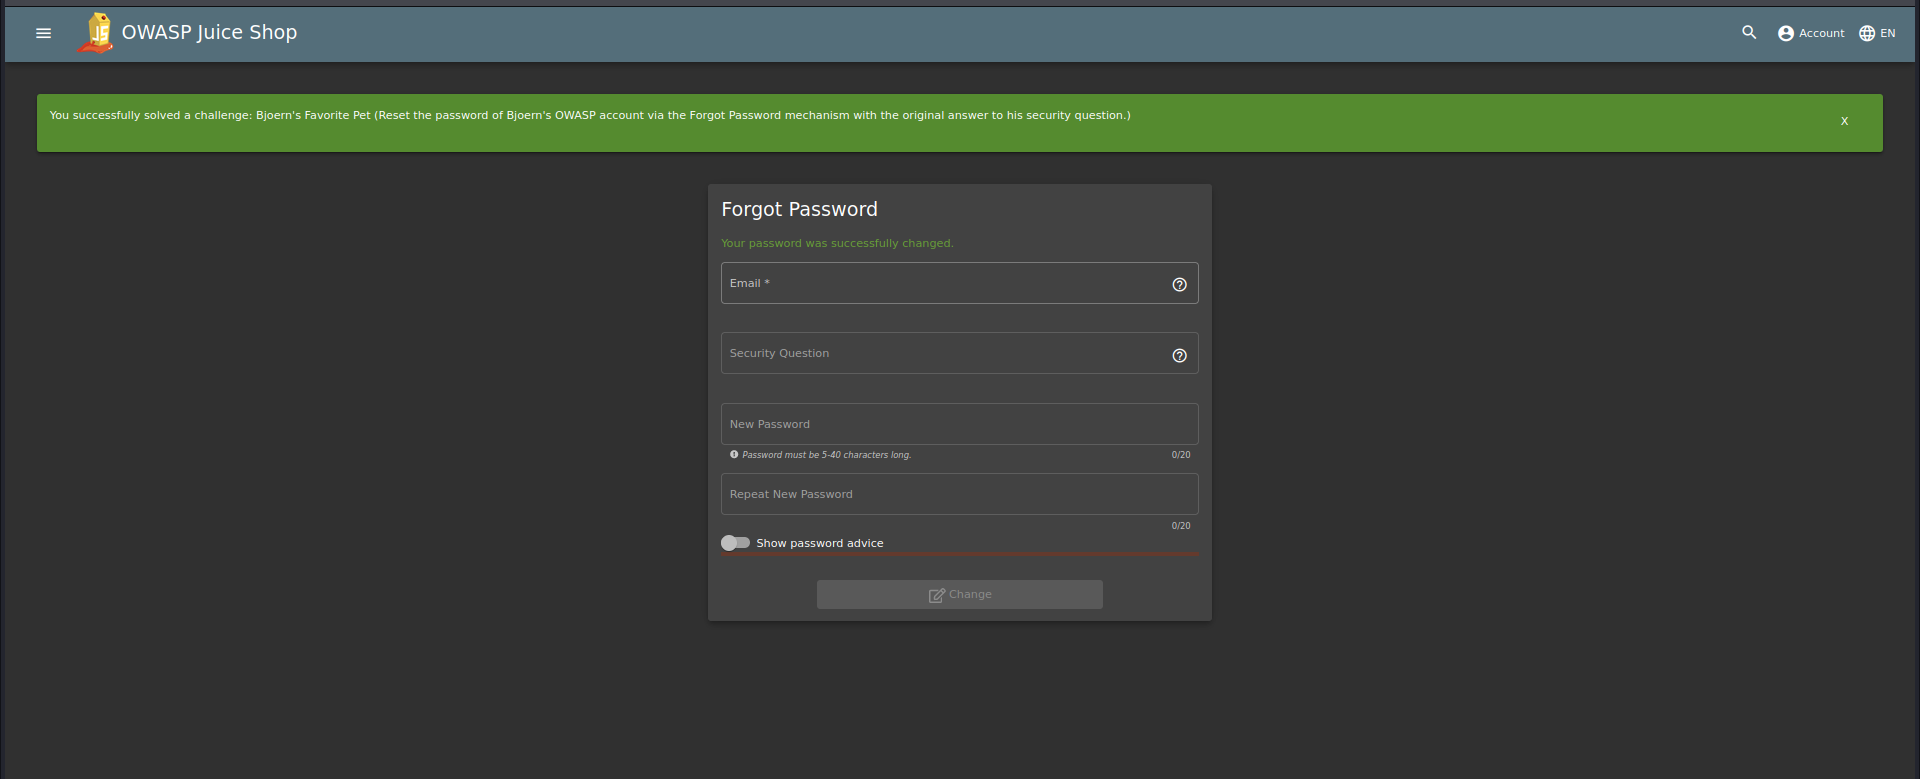 OWASP Juice Shop
Account
EN
You successfully solved a challenge: Bjoern's Favorite Pet (Reset the password of Bjoern's OWASP account via the Forgot Password mechanism with the original answer to his security question.)
X
Forgot Password
Your password was successfully changed.
Email *
Security Question
New Password
Password must be 5-40 characters long.
0/20
Repeat New Password
0/20
Show password advice
Change